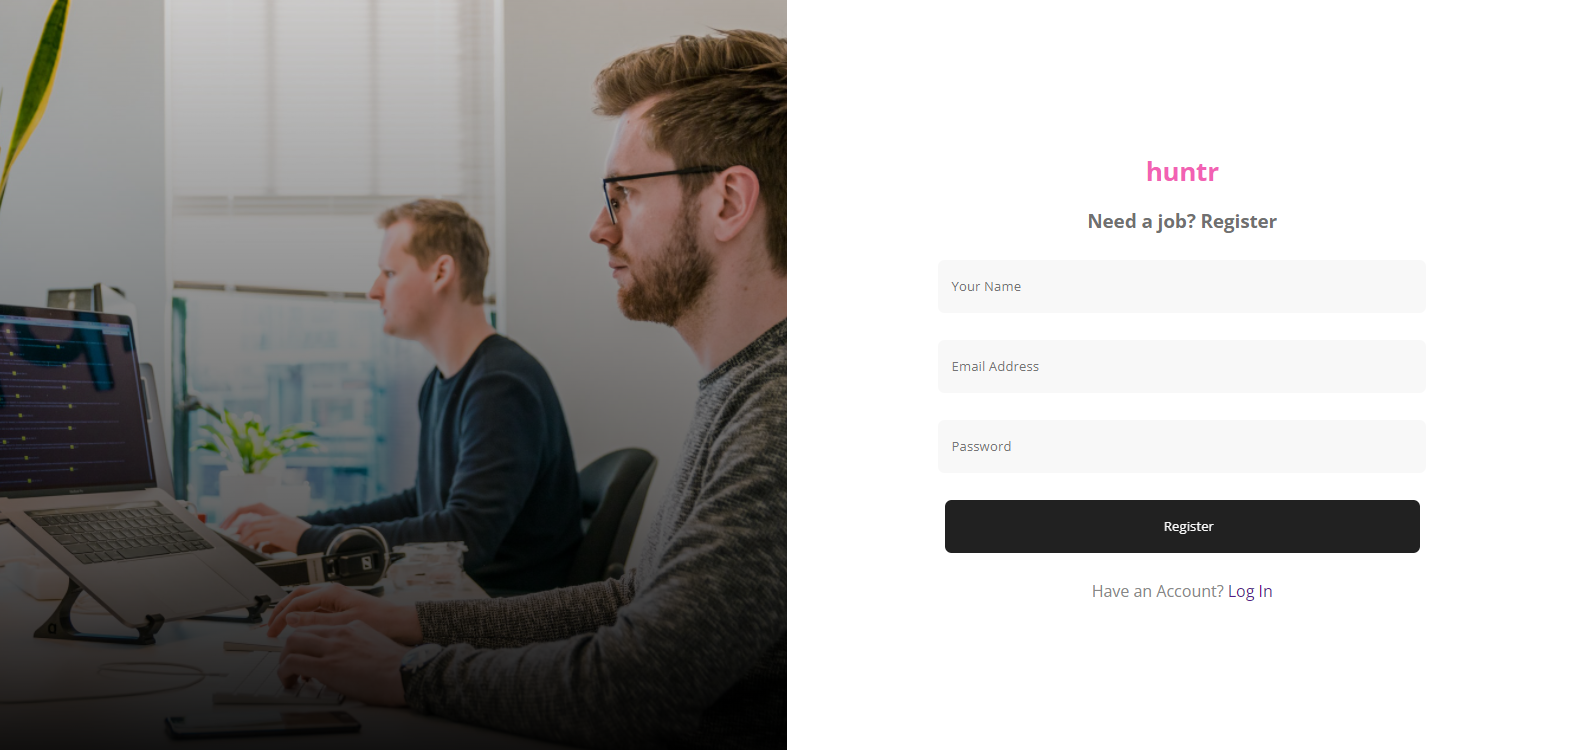 huntr
Need a job? Register
Your Name
Email Address
Password
Register
Have an Account? Log In